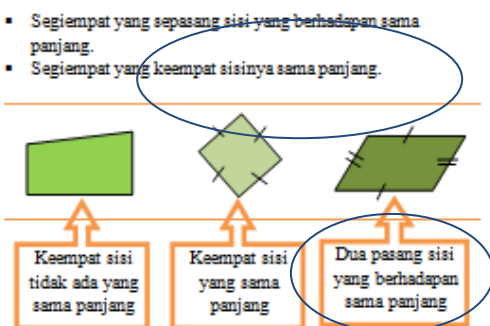 ▪ Segiempat yang sepasang sisi yang berhadapan sama
panjang.
▪ Segiempat yang keempat sisinya sama panjang.
Keempat sisi
tidak ada yang
sama panjang
Keempat sisi
yang sama
panjang
Dua pasang sisi
yang berhadapan
sama panjang